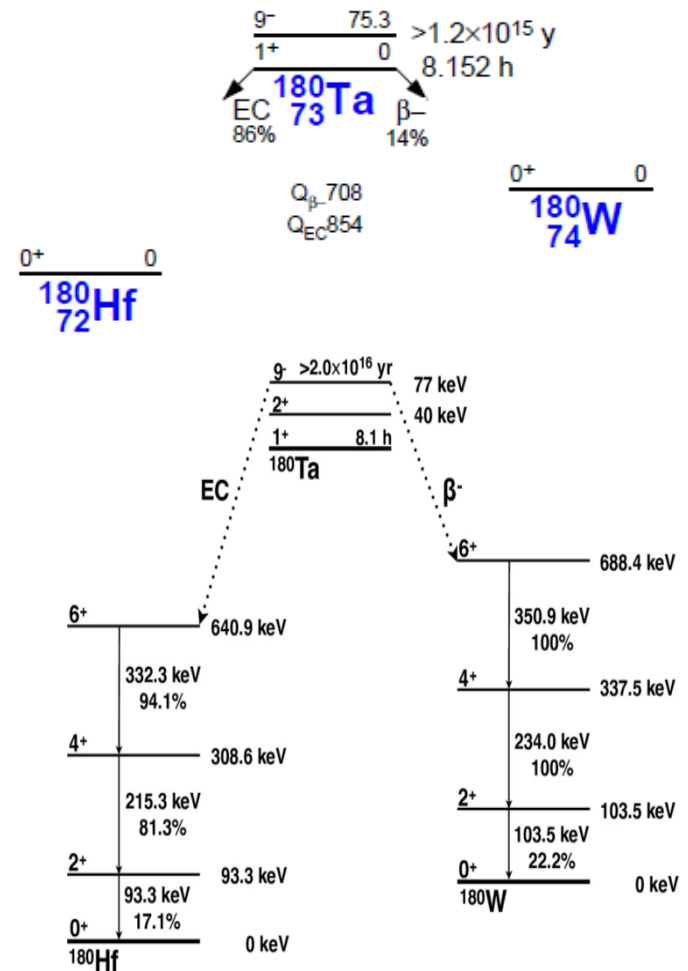 9⁻ 75.3 >1.2×10¹⁵ y
1⁺ 0 8.152 h
¹⁸⁰₇₃Ta
EC β–
86% 14%
Qβ–708
QEC854
0⁺ 0
¹⁸⁰₇₄W
0⁺ 0
¹⁸⁰₇₂Hf
9⁻ >2.0x10¹⁶ yr 77 keV
2⁺ 40 keV
1⁺ 8.1 h
¹⁸⁰Ta
EC β⁻
6⁺ 688.4 keV
350.9 keV
100%
4⁺ 337.5 keV
234.0 keV
100%
2⁺ 103.5 keV
103.5 keV
22.2%
0⁺ 0 keV
¹⁸⁰W
6⁺ 640.9 keV
332.3 keV
94.1%
4⁺ 308.6 keV
215.3 keV
81.3%
2⁺ 93.3 keV
93.3 keV
17.1%
0⁺ 0 keV
¹⁸⁰Hf